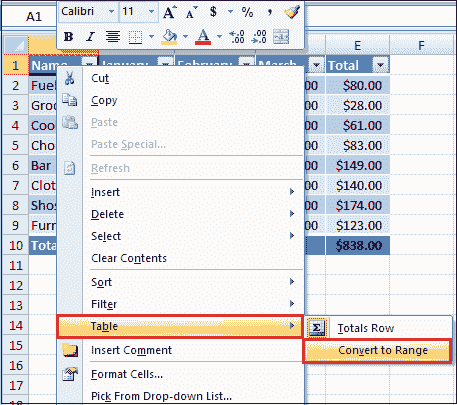 A1
Calibri 11 A A $ % ,
B I A
A E F
1 Name January February March Total
2 Fuel 00 $80.00
3 Groc 00 $28.00
4 Coo 00 $61.00
5 Cho 00 $83.00
6 Bar 00 $149.00
7 Clot 00 $140.00
8 Shos 00 $174.00
9 Furn 00 $123.00
10 Tota $838.00
11
12
13
14
15
16
17
18
Cut
Copy
Paste
Paste Special...
Refresh
Insert
Delete
Select
Clear Contents
Sort
Filter
Table
Insert Comment
Format Cells...
Pick From Drop-down List...
Totals Row
Convert to Range